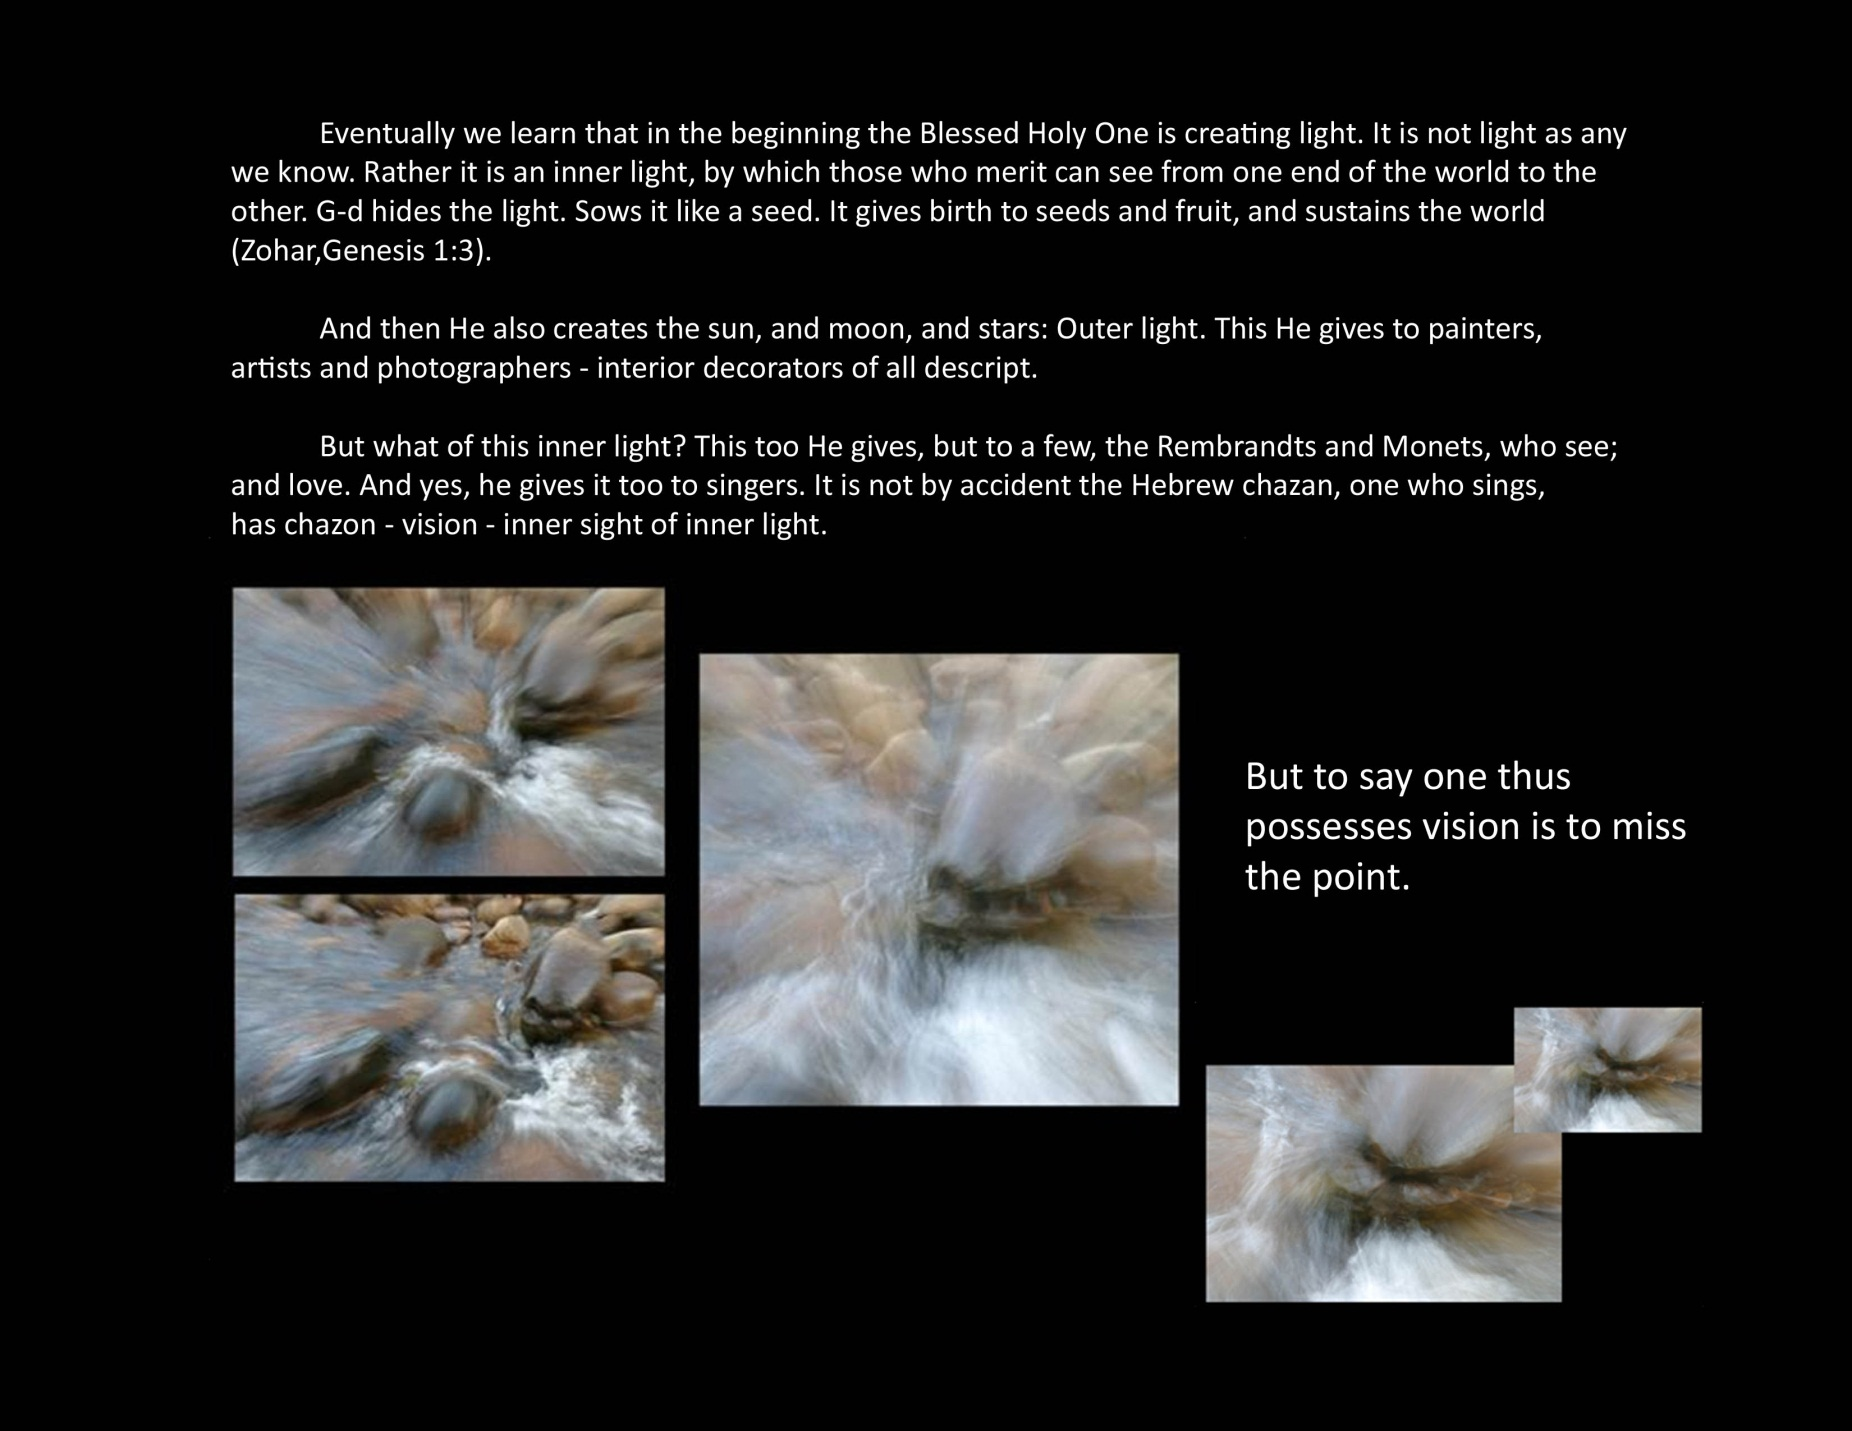 Eventually we learn that in the beginning the Blessed Holy One is creating light. It is not light as any
we know. Rather it is an inner light, by which those who merit can see from one end of the world to the
other. G-d hides the light. Sows it like a seed. It gives birth to seeds and fruit, and sustains the world
(Zohar,Genesis 1:3).
And then He also creates the sun, and moon, and stars: Outer light. This He gives to painters,
artists and photographers - interior decorators of all descript.
But what of this inner light? This too He gives, but to a few, the Rembrandts and Monets, who see;
and love. And yes, he gives it too to singers. It is not by accident the Hebrew chazan, one who sings,
has chazon - vision - inner sight of inner light.
But to say one thus
possesses vision is to miss
the point.